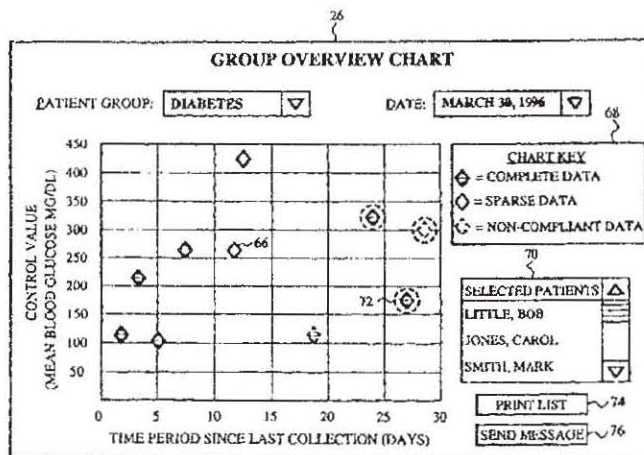 26
GROUP OVERVIEW CHART
PATIENT GROUP: DIABETES
DATE: MARCH 30, 1996
68
CHART KEY
= COMPLETE DATA
= SPARSE DATA
= NON-COMPLIANT DATA
CONTROL VALUE
(MEAN BLOOD GLUCOSE MG/DL)
450
400
350
300
250
200
150
100
50
66
72
0 5 10 15 20 25 30
TIME PERIOD SINCE LAST COLLECTION (DAYS)
70
SELECTED PATIENTS
LITTLE, BOB
JONES, CAROL
SMITH, MARK
PRINT LIST 74
SEND MESSAGE 76